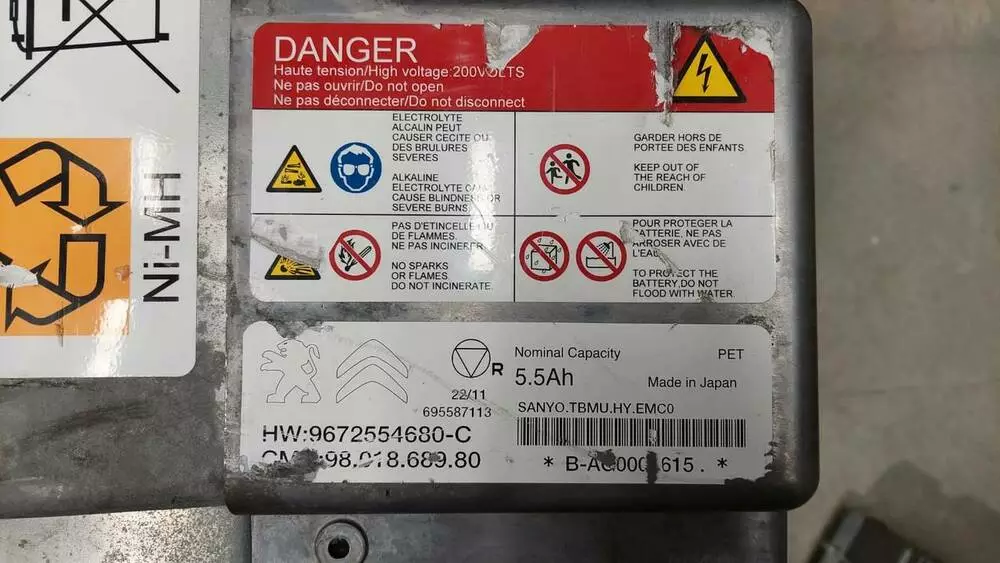 DANGER
Haute tension/High voltage:200VOLTS
Ne pas ouvrir/Do not open
Ne pas déconnecter/Do not disconnect
ELECTROLYTE
ALCALIN PEUT
CAUSER CECITE OU
DES BRULURES
SEVERES
ALKALINE
ELECTROLYTE CAN
CAUSE BLINDNESS OR
SEVERE BURNS
GARDER HORS DE
PORTEE DES ENFANTS
KEEP OUT OF
THE REACH OF
CHILDREN.
PAS D'ETINCELLE OU
DE FLAMMES.
NE PAS INCINERER
NO SPARKS
OR FLAMES.
DO NOT INCINERATE.
POUR PROTEGER LA
BATTERIE, NE PAS
ARROSER AVEC DE
L'EAU
TO PROTECT THE
BATTERY,DO NOT
FLOOD WITH WATER.
Ni-MH
R
22/11
695587113
HW:9672554680-C
98.018.689.80
Nominal Capacity
PET
5.5Ah
Made in Japan
SANYO.TBMU.HY.EMC0